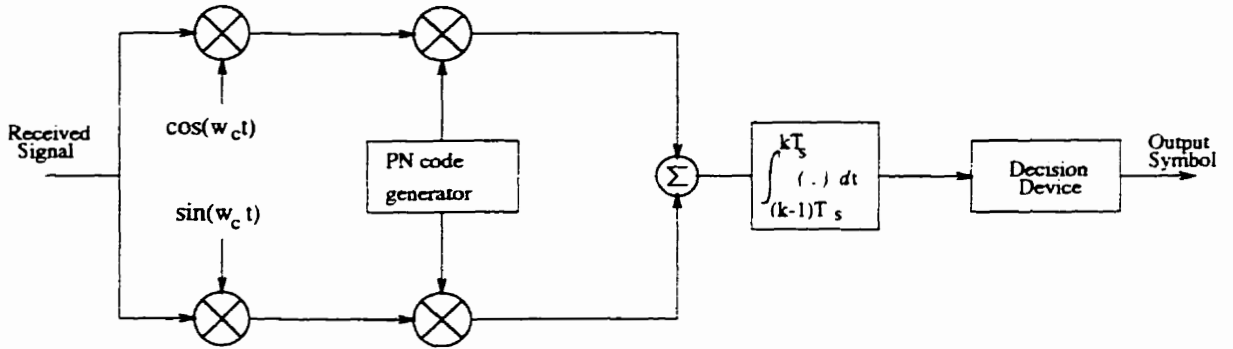 Received
Signal
cos(w_c t)
sin(w_c t)
PN code
generator
Σ
∫ kT_s
( . ) dt
(k-1)T_s
Decision
Device
Output
Symbol